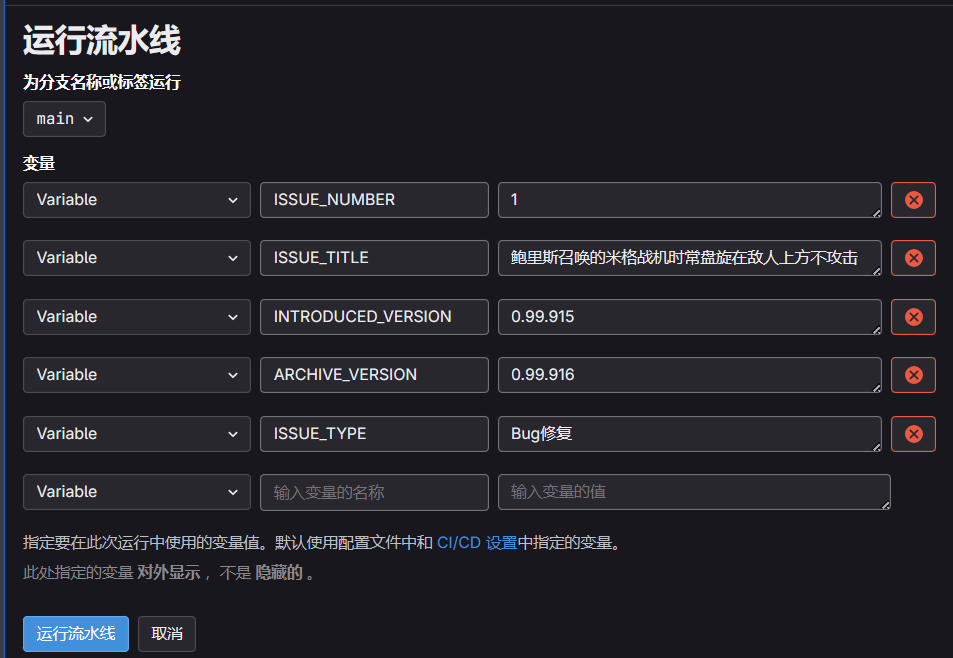 运行流水线
为分支名称或标签运行
main
变量
Variable ISSUE_NUMBER 1
Variable ISSUE_TITLE 鲍里斯召唤的米格战机时常盘旋在敌人上方不攻击
Variable INTRODUCED_VERSION 0.99.915
Variable ARCHIVE_VERSION 0.99.916
Variable ISSUE_TYPE Bug修复
Variable 输入变量的名称 输入变量的值
指定要在此次运行中使用的变量值。默认使用配置文件中和 CI/CD 设置中指定的变量。
此处指定的变量 对外显示 ，不是 隐藏的 。
运行流水线 取消